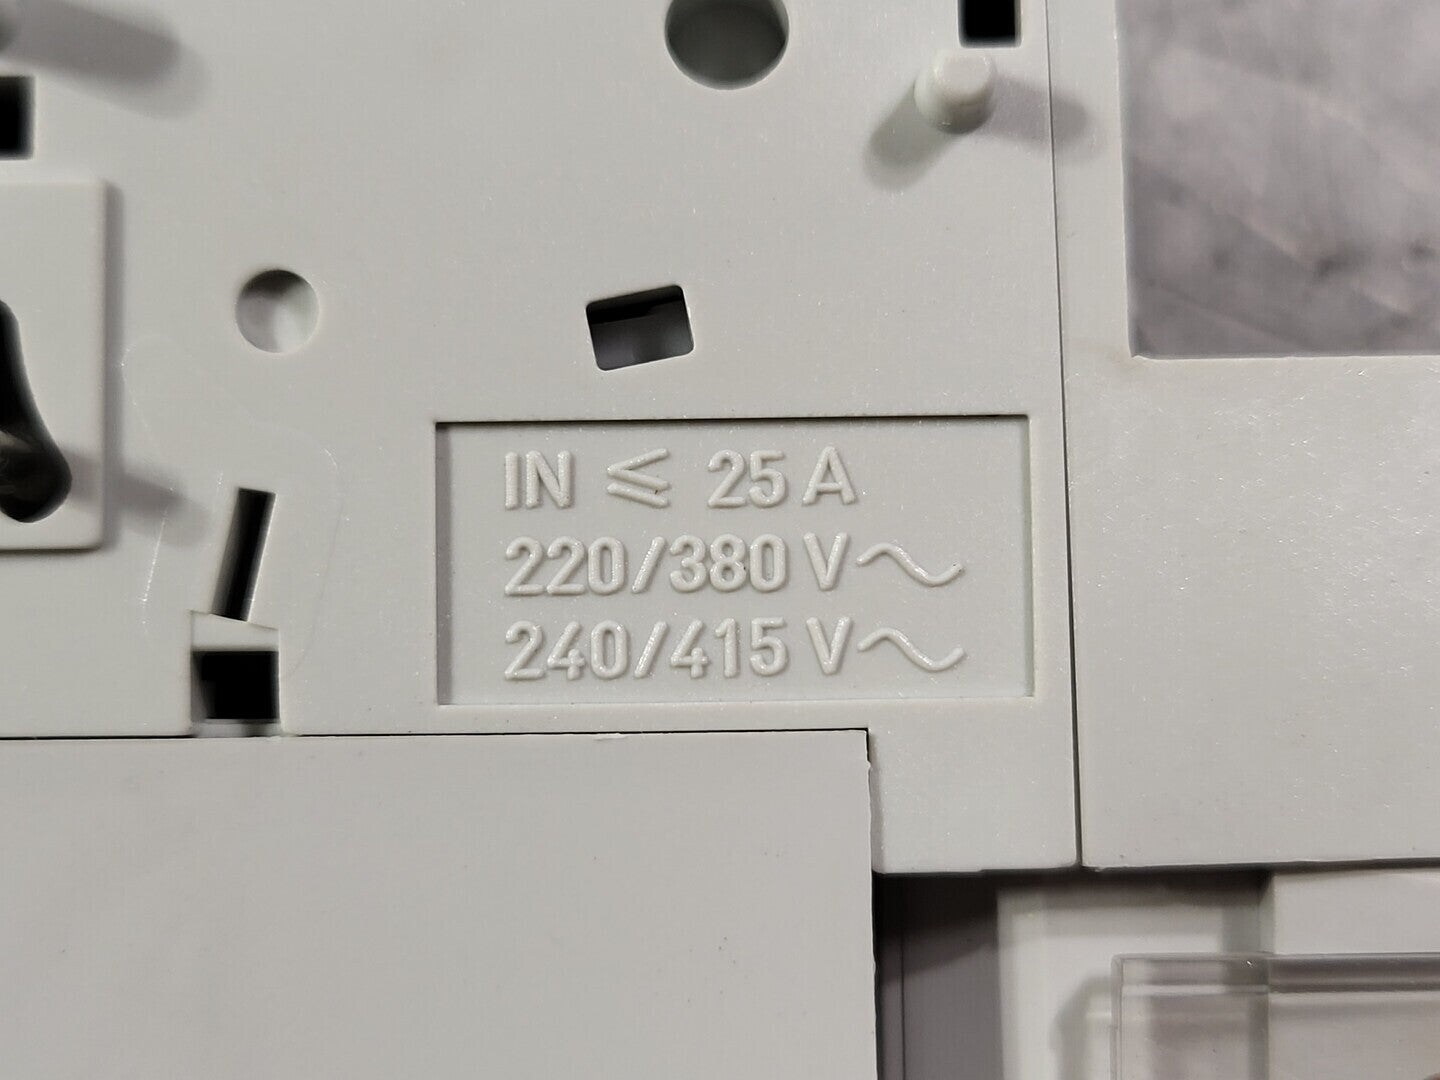 IN ≤ 25 A
220/380 V~
240/415 V~